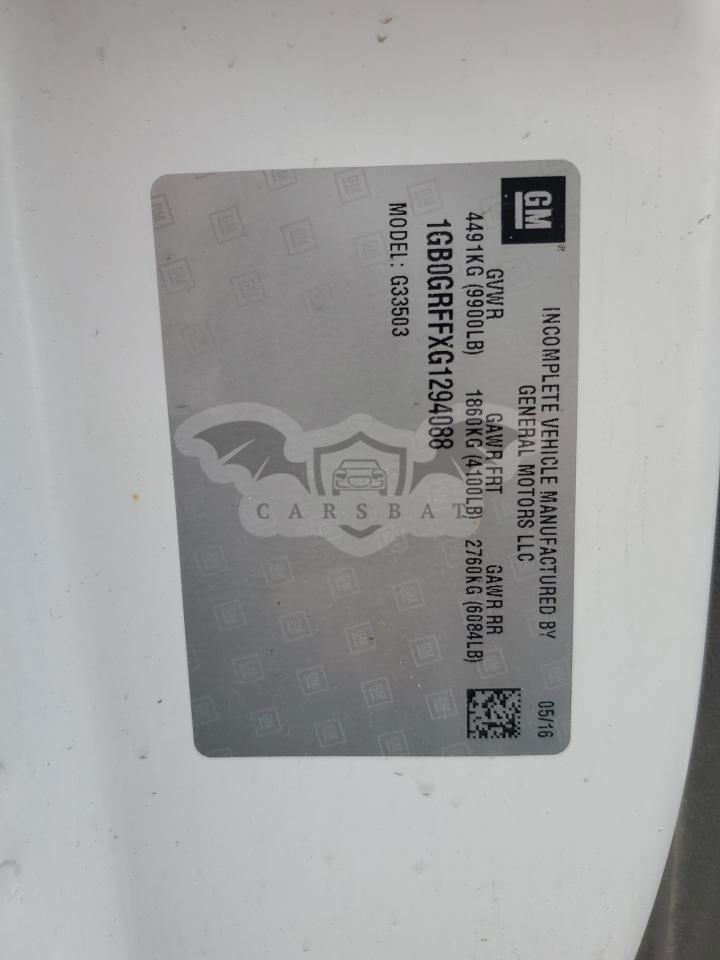 GM
INCOMPLETE VEHICLE MANUFACTURED BY
GENERAL MOTORS LLC
05/16
GVWR GAWR FRT GAWR RR
4491KG (9900LB) 1860KG (4100LB) 2760KG (6084LB)
1GB0GRFFXG1294088
MODEL: G33503
CARSBAT